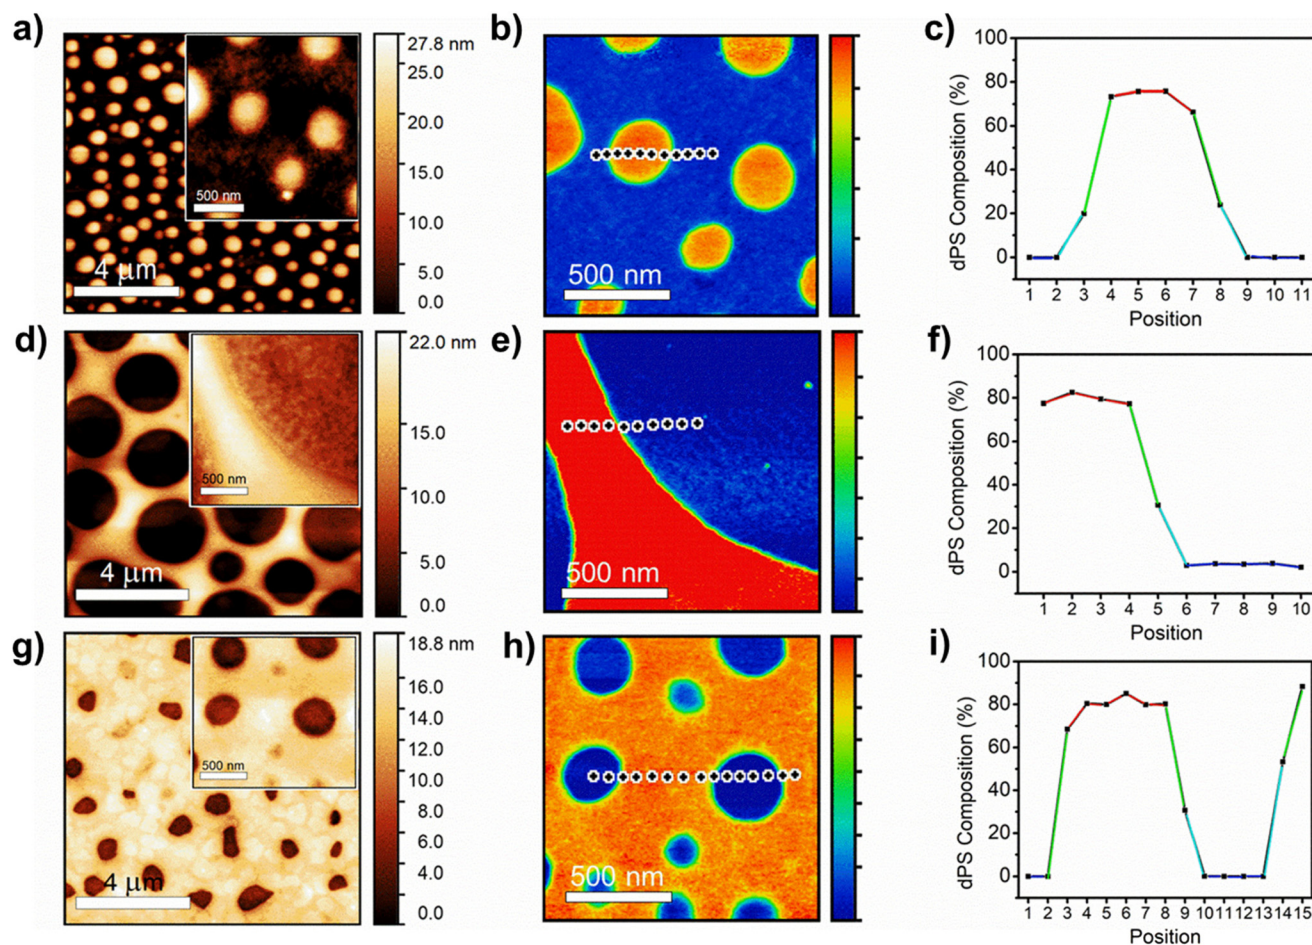 a)
27.8 nm
25.0
20.0
15.0
10.0
5.0
0.0
500 nm
4 µm
b)
500 nm
c)
dPS Composition (%)
100
80
60
40
20
0
1 2 3 4 5 6 7 8 9 10 11
Position
d)
22.0 nm
15.0
10.0
5.0
0.0
500 nm
4 µm
e)
500 nm
f)
dPS Composition (%)
100
80
60
40
20
0
1 2 3 4 5 6 7 8 9 10
Position
g)
18.8 nm
16.0
14.0
12.0
10.0
8.0
6.0
4.0
2.0
0.0
500 nm
4 µm
h)
500 nm
i)
dPS Composition (%)
100
80
60
40
20
0
1 2 3 4 5 6 7 8 9 10 11 12 13 14 15
Position